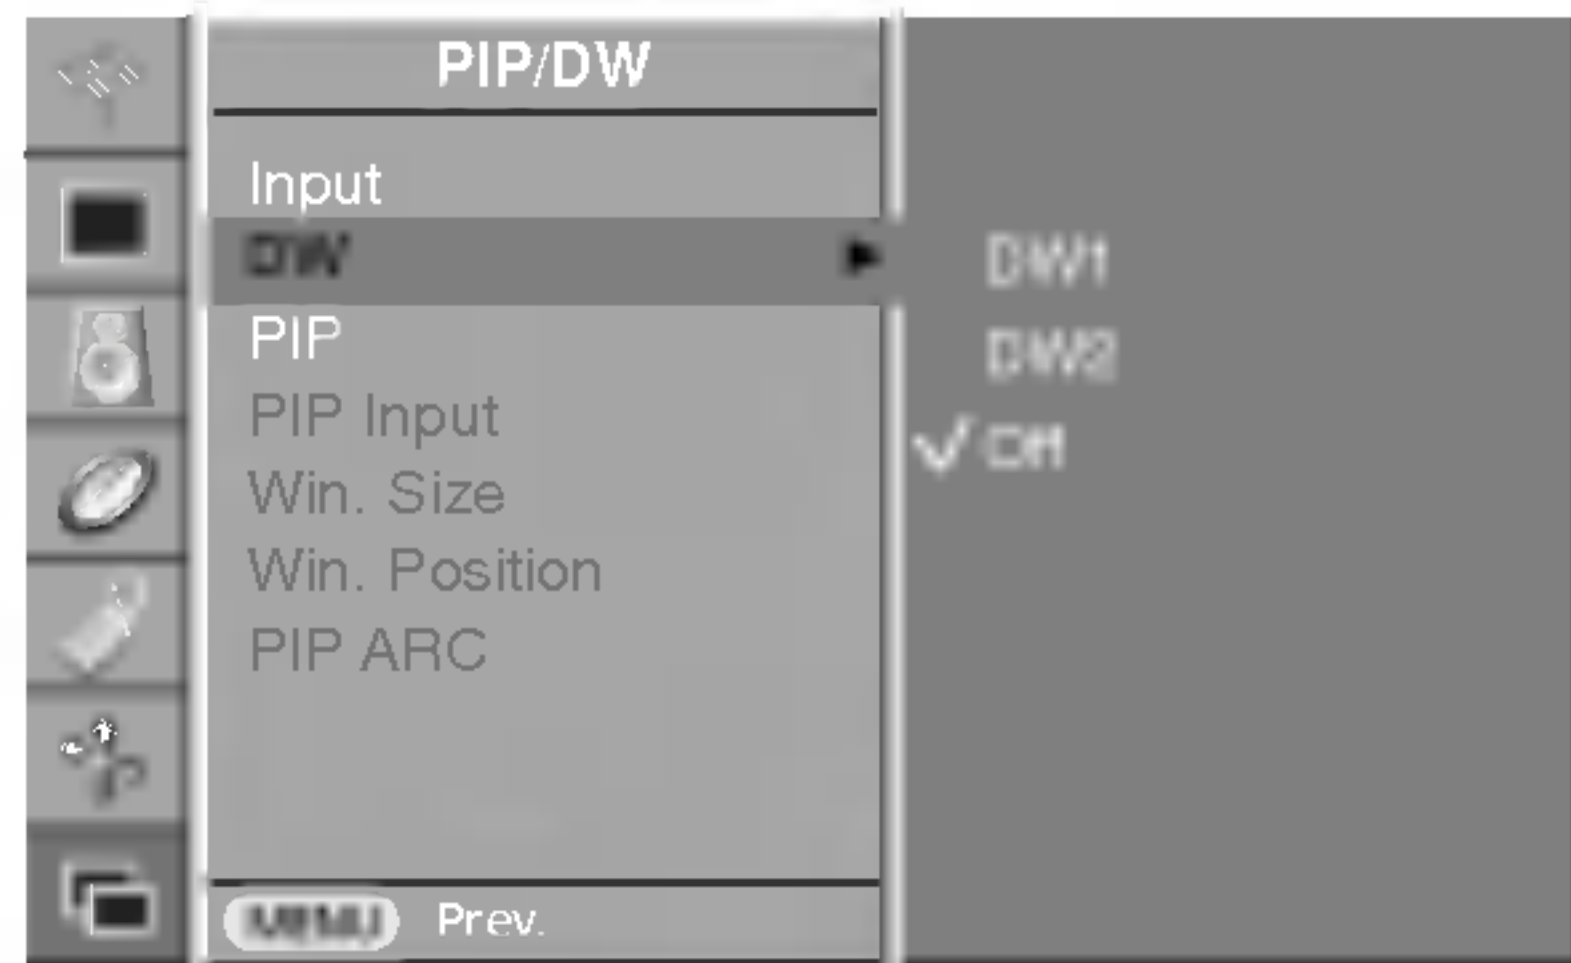 PIP/DW
Input
DW
DW1
PIP
DW2
PIP Input
Off
Win. Size
Win. Position
PIP ARC
MENU Prev.